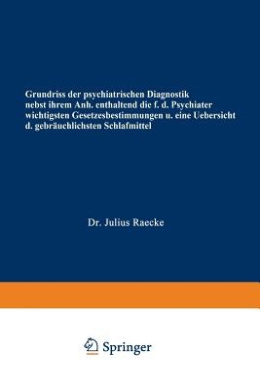 Grundriss der psychiatrischen Diagnostik
nebst ihrem Anh. enthaltend die f. d. Psychiater
wichtigsten Gesetzesbestimmungen u. eine Uebersicht
d. gebräuchlichsten Schlafmittel
Dr. Julius Raecke
Springer